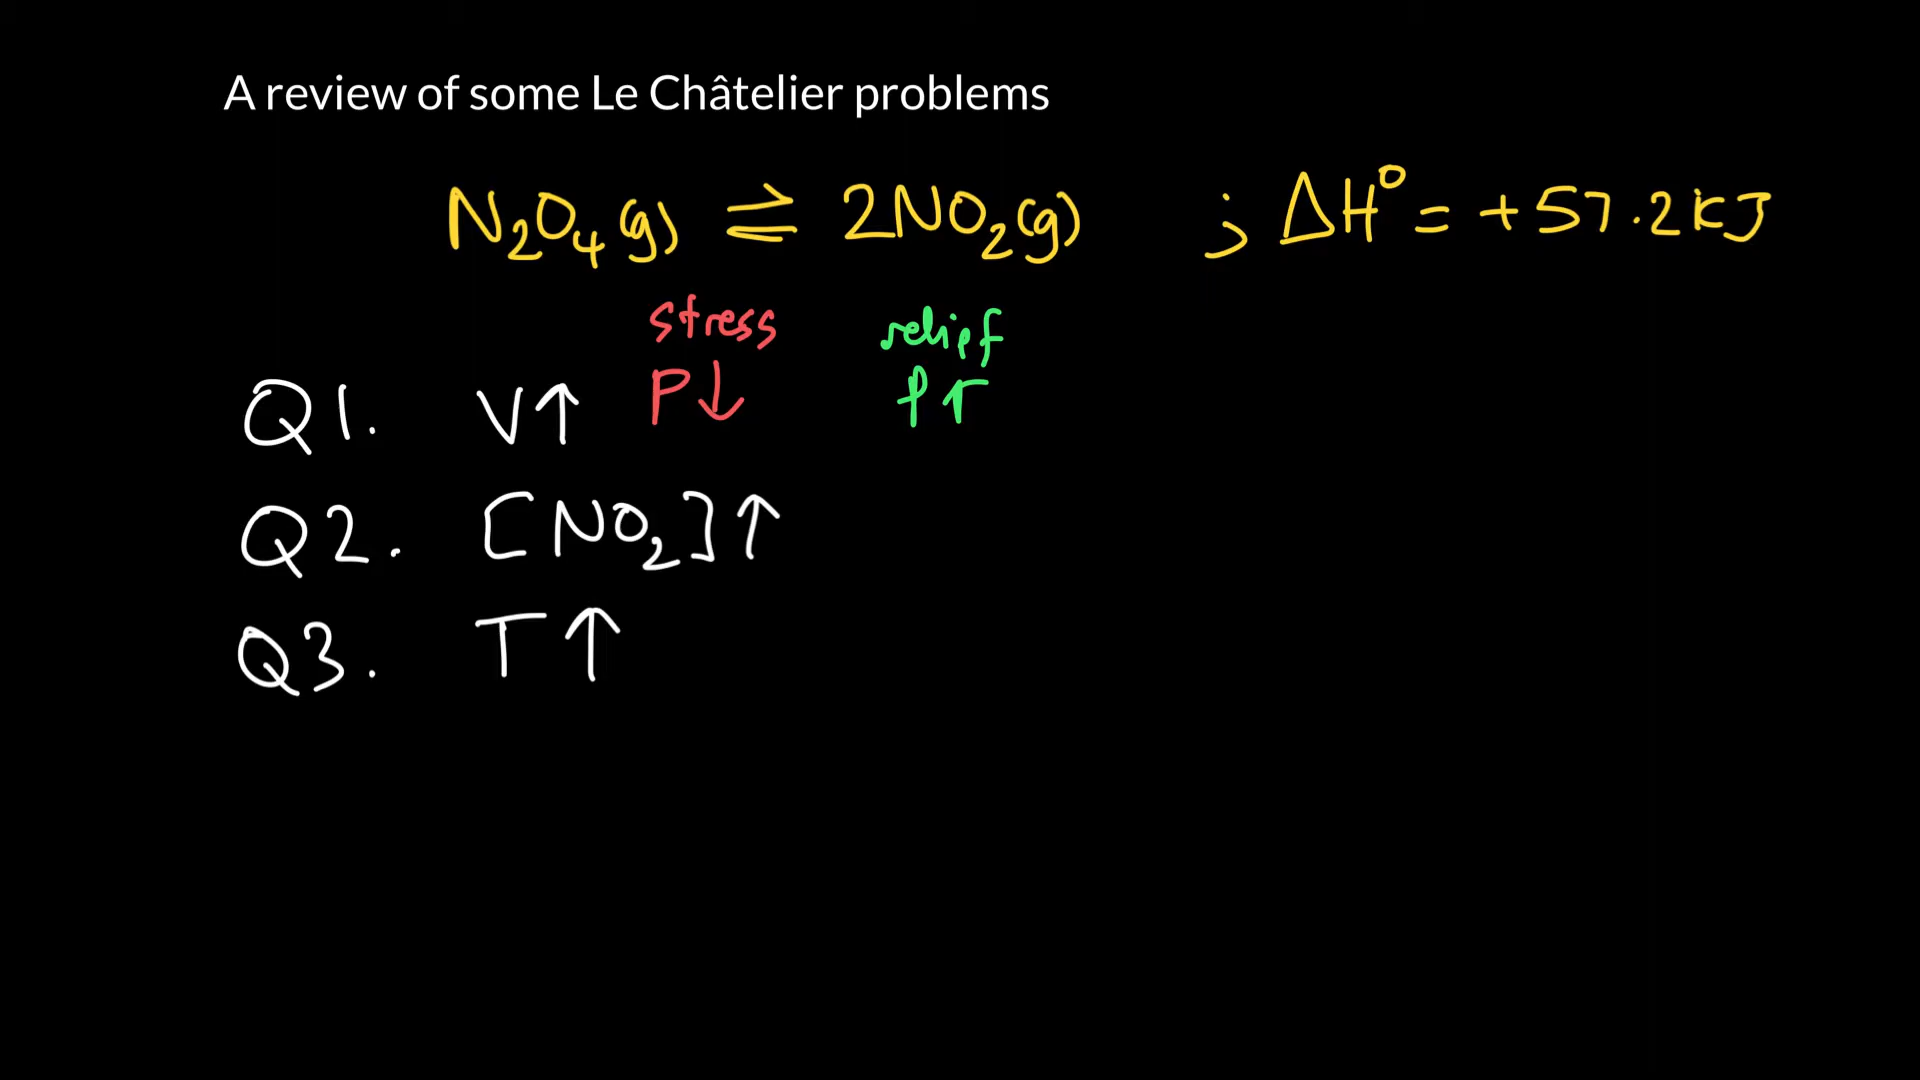 A review of some Le Châtelier problems
N₂O₄(g) ⇌ 2NO₂(g) ; ΔH° = +57.2KJ
stress relief
Q1. V↑ P↓ P↑
Q2. [NO₂]↑
Q3. T↑